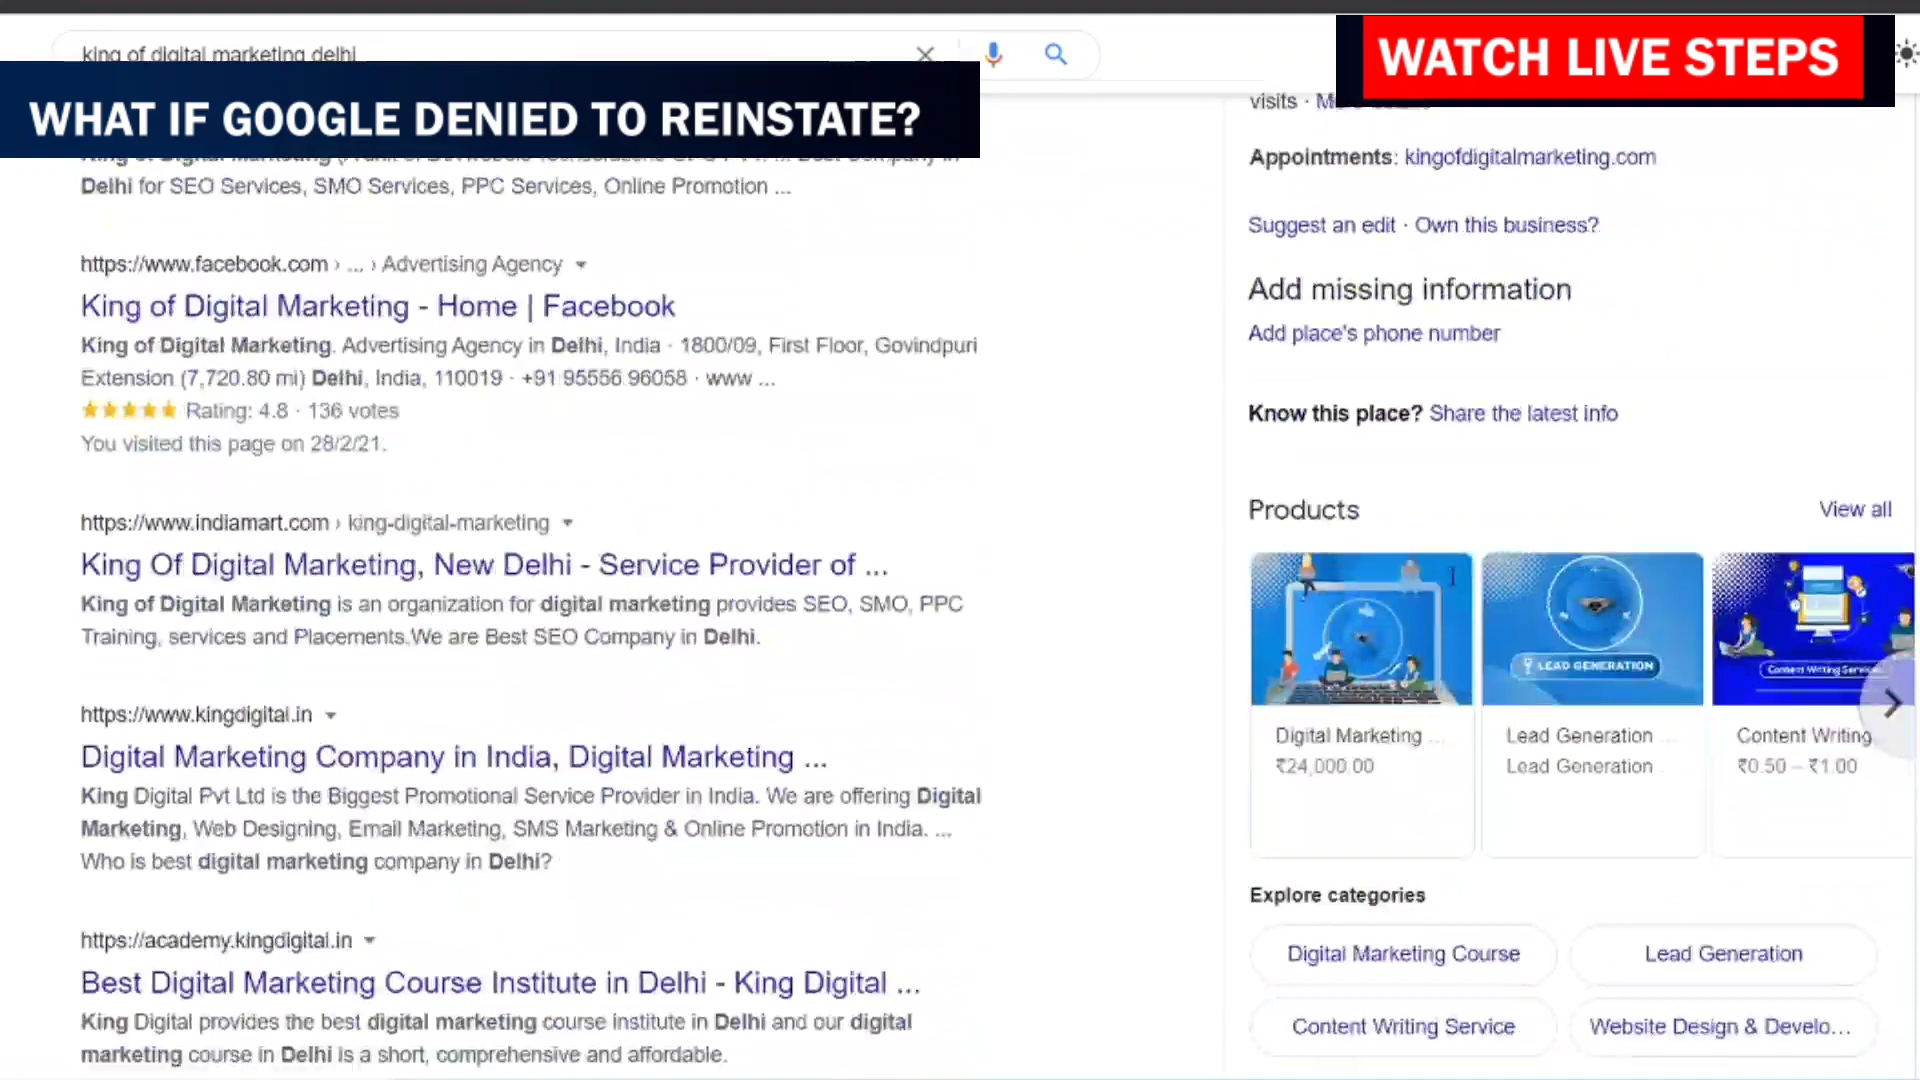 king of digital marketing delhi
WATCH LIVE STEPS
WHAT IF GOOGLE DENIED TO REINSTATE?
Delhi for SEO Services, SMO Services, PPC Services, Online Promotion ...
https://www.facebook.com › ... › Advertising Agency
King of Digital Marketing - Home | Facebook
King of Digital Marketing. Advertising Agency in Delhi, India · 1800/09, First Floor, Govindpuri
Extension (7,720.80 mi) Delhi, India, 110019 · +91 95556 96058 · www ...
Rating: 4.8 · 136 votes
You visited this page on 28/2/21.
https://www.indiamart.com › king-digital-marketing
King Of Digital Marketing, New Delhi - Service Provider of ...
King of Digital Marketing is an organization for digital marketing provides SEO, SMO, PPC
Training, services and Placements.We are Best SEO Company in Delhi.
https://www.kingdigital.in
Digital Marketing Company in India, Digital Marketing ...
King Digital Pvt Ltd is the Biggest Promotional Service Provider in India. We are offering Digital
Marketing, Web Designing, Email Marketing, SMS Marketing & Online Promotion in India. ...
Who is best digital marketing company in Delhi?
https://academy.kingdigital.in
Best Digital Marketing Course Institute in Delhi - King Digital ...
King Digital provides the best digital marketing course institute in Delhi and our digital
marketing course in Delhi is a short, comprehensive and affordable.
visits ·
Appointments: kingofdigitalmarketing.com
Suggest an edit · Own this business?
Add missing information
Add place's phone number
Know this place? Share the latest info
Products
View all
LEAD GENERATION
Content Writing
Digital Marketing ...
₹24,000.00
Lead Generation ...
Lead Generation
Content Writing
₹0.50 – ₹1.00
Explore categories
Digital Marketing Course
Lead Generation
Content Writing Service
Website Design & Develo...